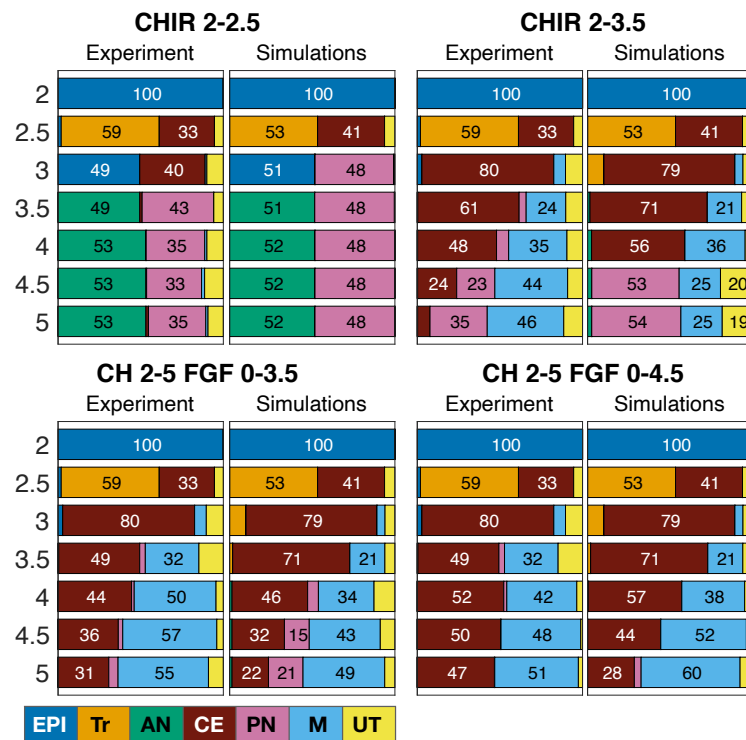 CHIR 2-2.5 CHIR 2-3.5
Experiment Simulations Experiment Simulations
2 100 100 100 100
2.5 59 33 53 41 59 33 53 41
3 49 40 51 48 80 79
3.5 49 43 51 48 61 24 71 21
4 53 35 52 48 48 35 56 36
4.5 53 33 52 48 24 23 44 53 25 20
5 53 35 52 48 35 46 54 25 19
CH 2-5 FGF 0-3.5 CH 2-5 FGF 0-4.5
Experiment Simulations Experiment Simulations
2 100 100 100 100
2.5 59 33 53 41 59 33 53 41
3 80 79 80 79
3.5 49 32 71 21 49 32 71 21
4 44 50 46 34 52 42 57 38
4.5 36 57 32 15 43 50 48 44 52
5 31 55 22 21 49 47 51 28 60
EPI Tr AN CE PN M UT